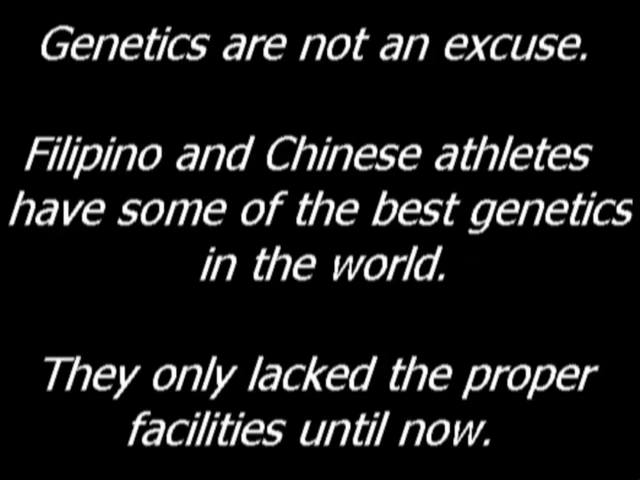 Genetics are not an excuse.
Filipino and Chinese athletes
have some of the best genetics
in the world.
They only lacked the proper
facilities until now.